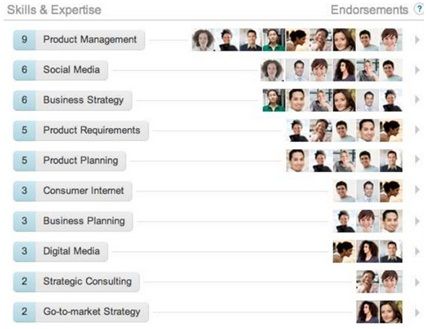 Skills & Expertise Endorsements ?
9 Product Management
6 Social Media
6 Business Strategy
5 Product Requirements
5 Product Planning
3 Consumer Internet
3 Business Planning
3 Digital Media
2 Strategic Consulting
2 Go-to-market Strategy